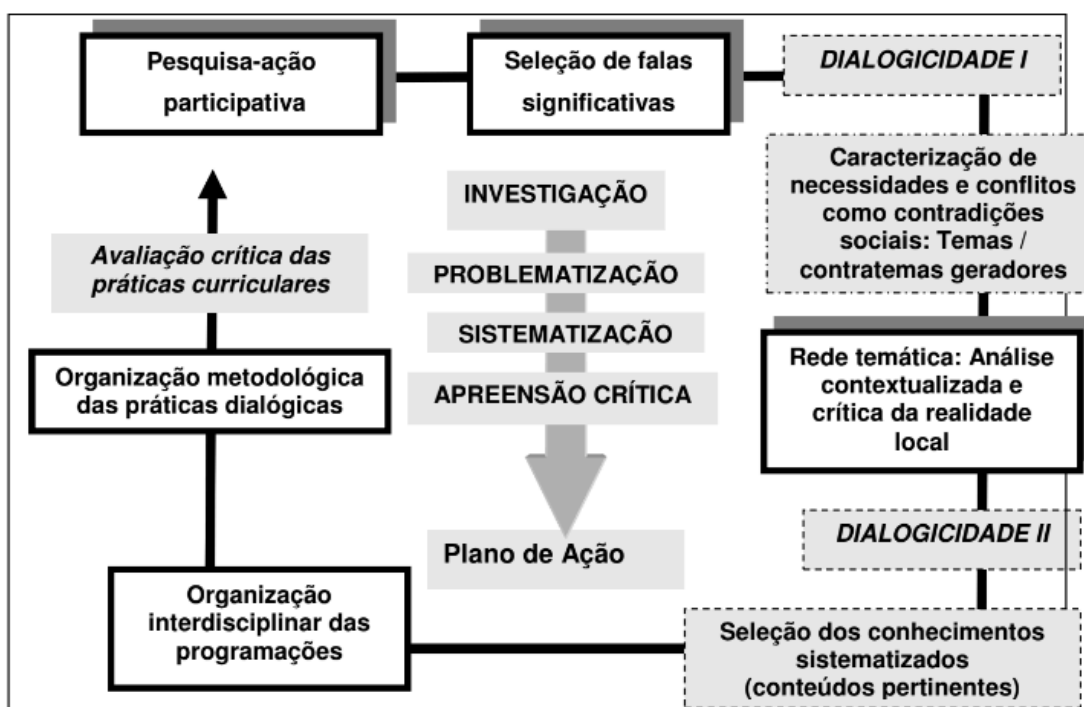 Pesquisa-ação
participativa
Seleção de falas
significativas
DIALOGICIDADE I
Caracterização de
necessidades e conflitos
como contradições
sociais: Temas /
contratemas geradores
INVESTIGAÇÃO
PROBLEMATIZAÇÃO
SISTEMATIZAÇÃO
APREENSÃO CRÍTICA
Plano de Ação
Avaliação crítica das
práticas curriculares
Organização metodológica
das práticas dialógicas
Rede temática: Análise
contextualizada e
crítica da realidade
local
DIALOGICIDADE II
Organização
interdisciplinar das
programações
Seleção dos conhecimentos
sistematizados
(conteúdos pertinentes)